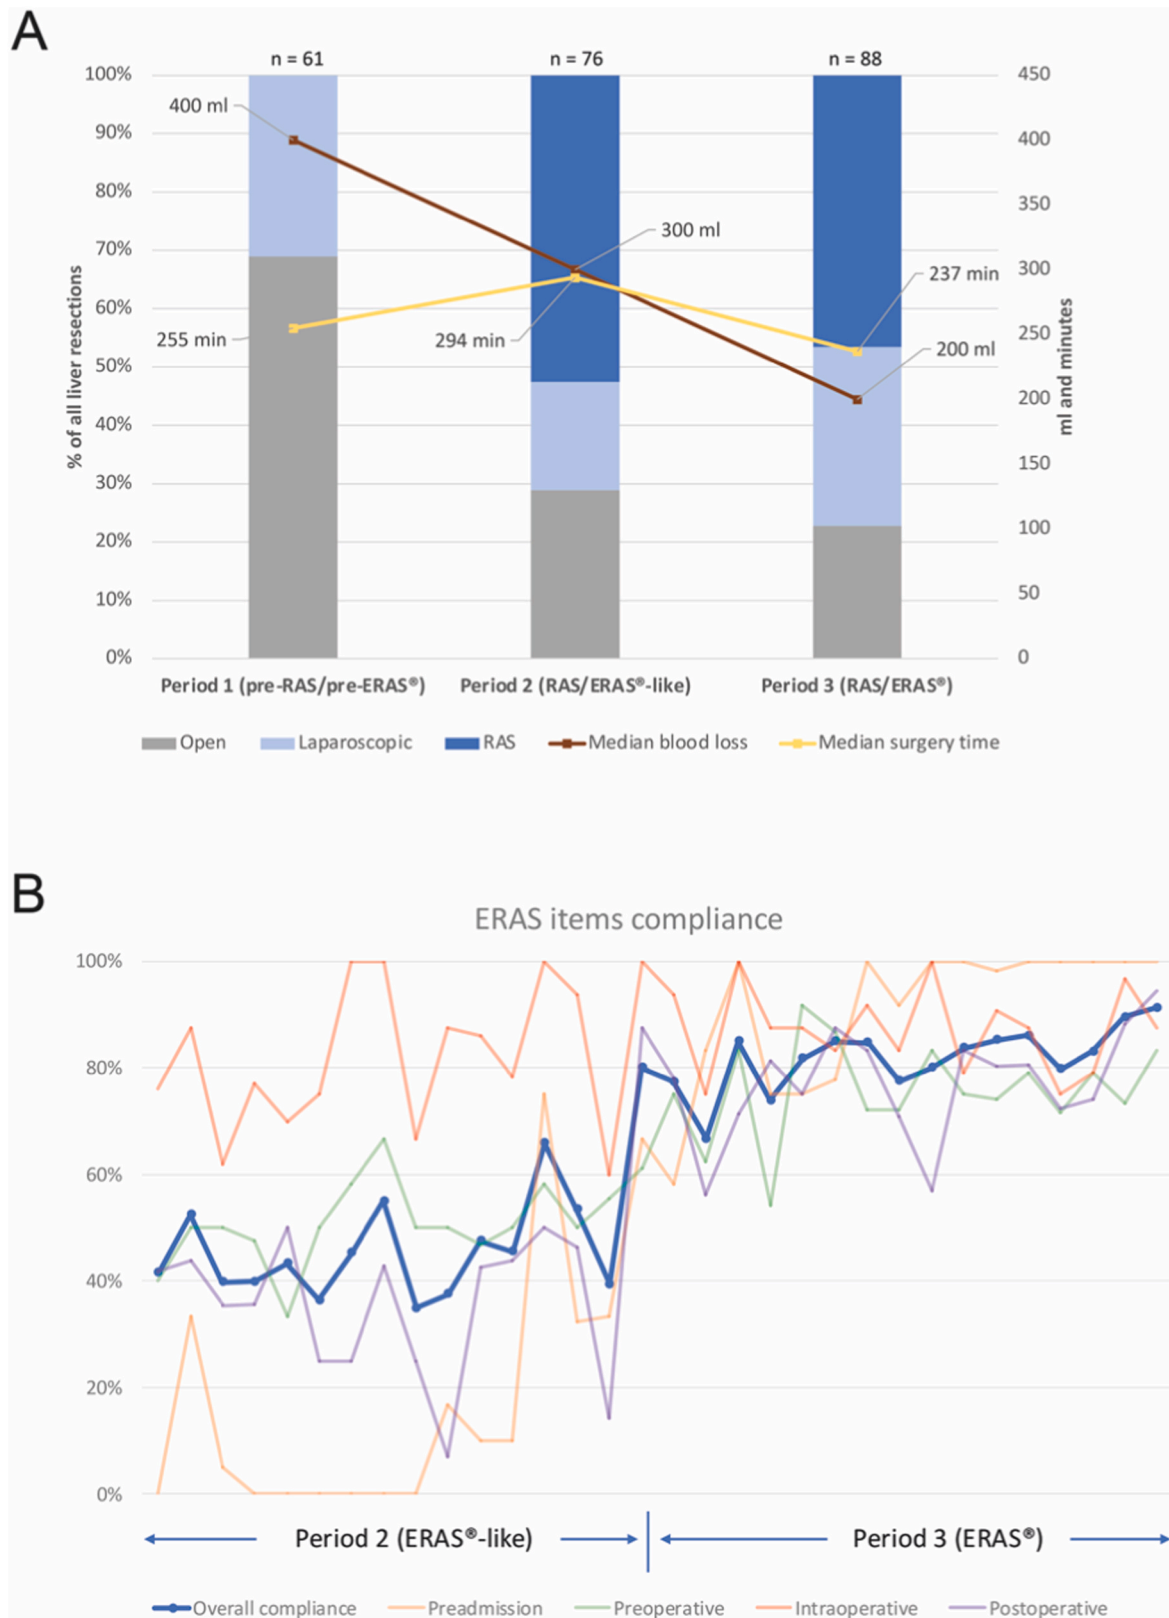 A
n = 61
n = 76
n = 88
100%
90%
80%
70%
60%
50%
40%
30%
20%
10%
0%
% of all liver resections
450
400
350
300
250
200
150
100
50
0
ml and minutes
400 ml
300 ml
237 min
255 min
294 min
200 ml
Period 1 (pre-RAS/pre-ERAS®)
Period 2 (RAS/ERAS®-like)
Period 3 (RAS/ERAS®)
Open
Laparoscopic
RAS
Median blood loss
Median surgery time
B
ERAS items compliance
100%
80%
60%
40%
20%
0%
Period 2 (ERAS®-like)
Period 3 (ERAS®)
Overall compliance
Preadmission
Preoperative
Intraoperative
Postoperative